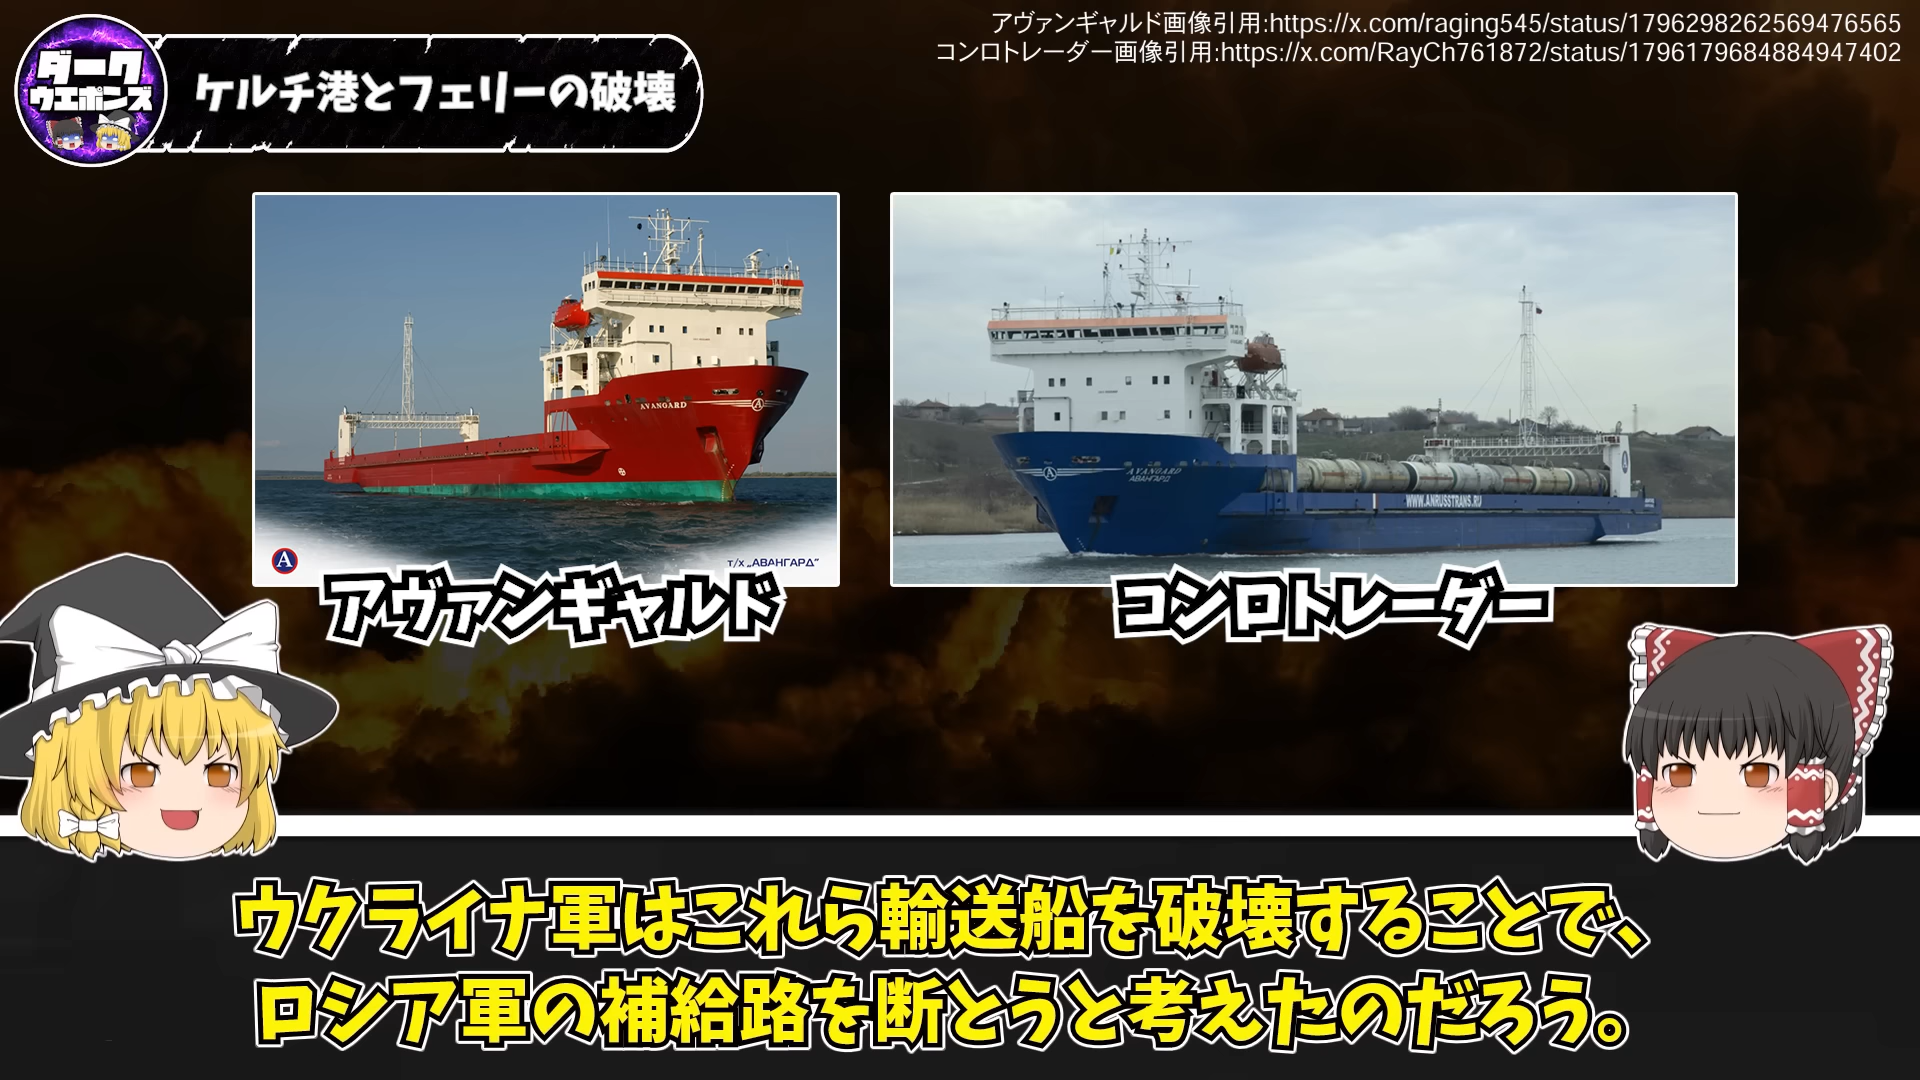 アヴァンギャルド画像引用:https://x.com/raging545/status/1796298262569476565
コンロトレーダー画像引用:https://x.com/RayCh761872/status/1796179684884947402
ダーク
ウエポンズ
ケルチ港とフェリーの破壊
AVANGARD
A
A
т/х „АВАНГАРД”
A
AVANGARD
АВАНГАРД
WWW.ANRUSSTRANS.RU
アヴァンギャルド
コンロトレーダー
ウクライナ軍はこれら輸送船を破壊することで、
ロシア軍の補給路を断とうと考えたのだろう。